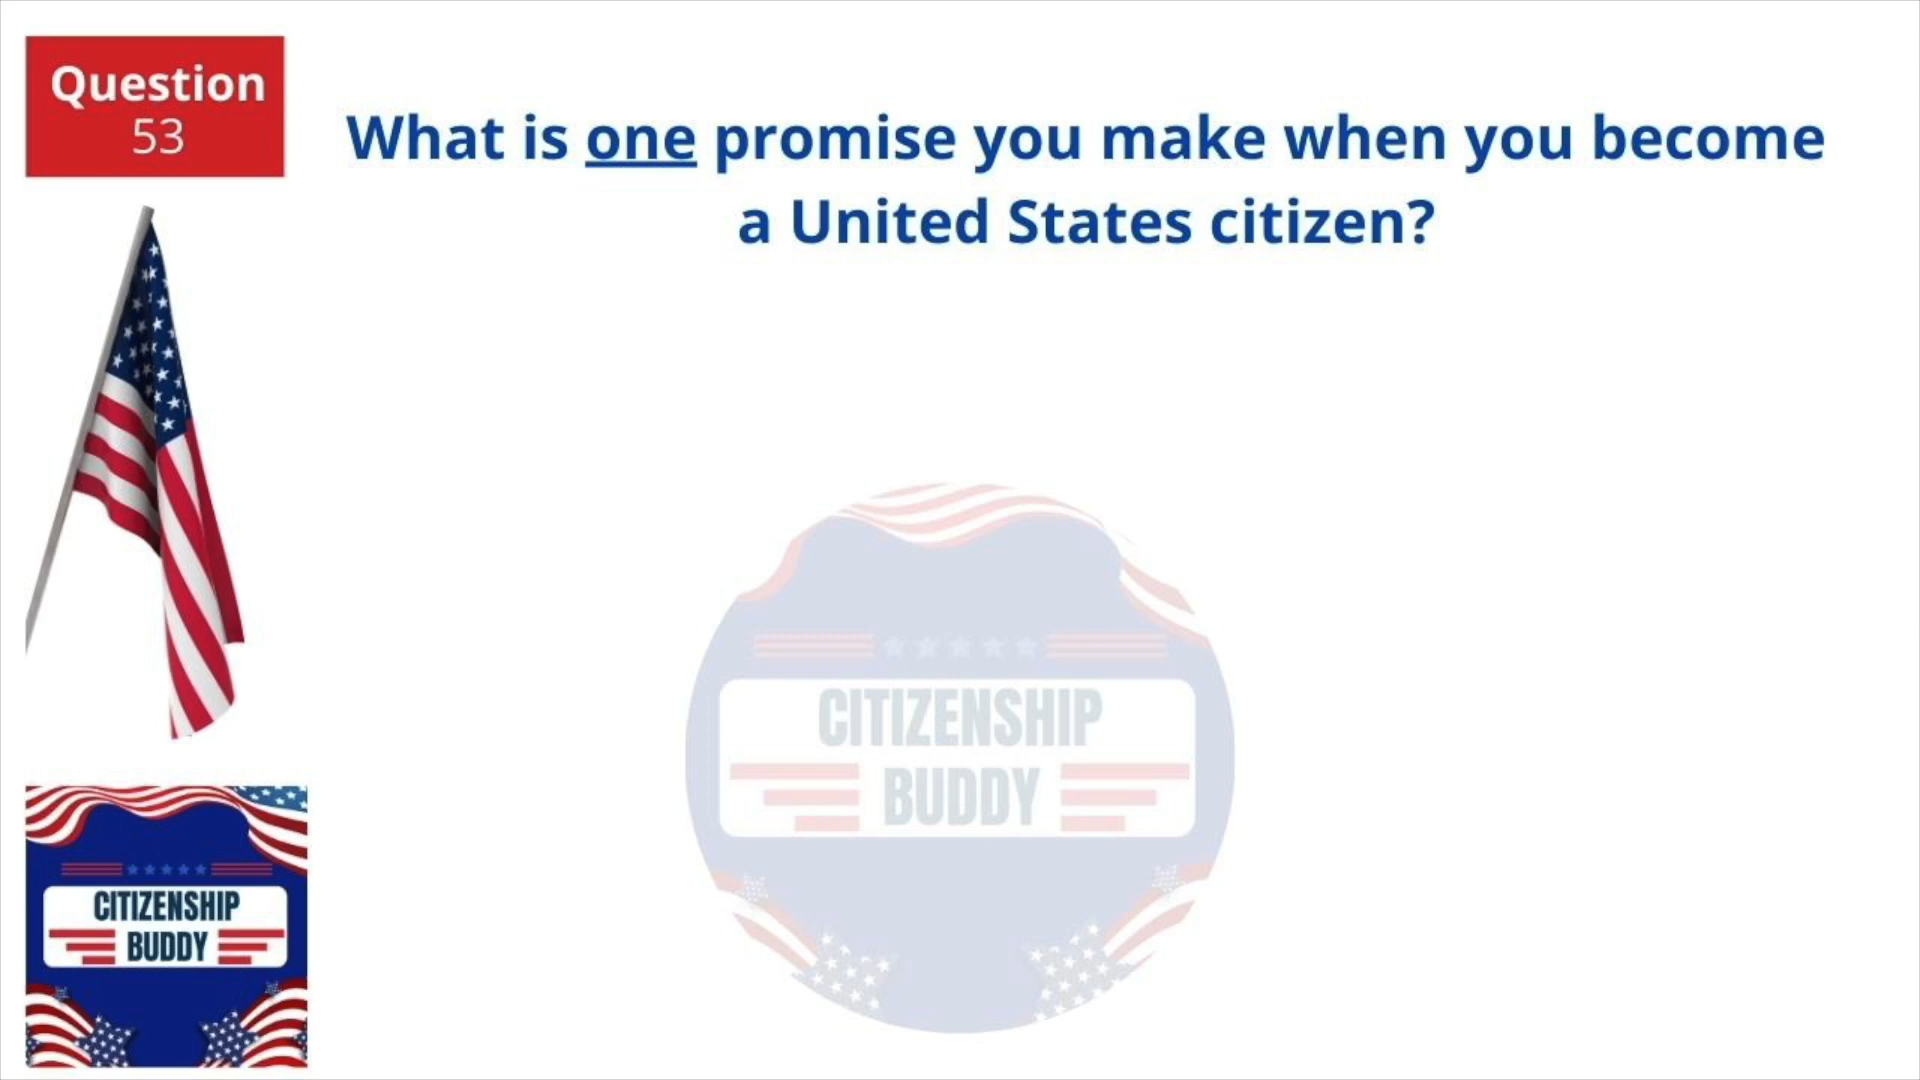 Question
53
What is one promise you make when you become
a United States citizen?
CITIZENSHIP
BUDDY
CITIZENSHIP
BUDDY